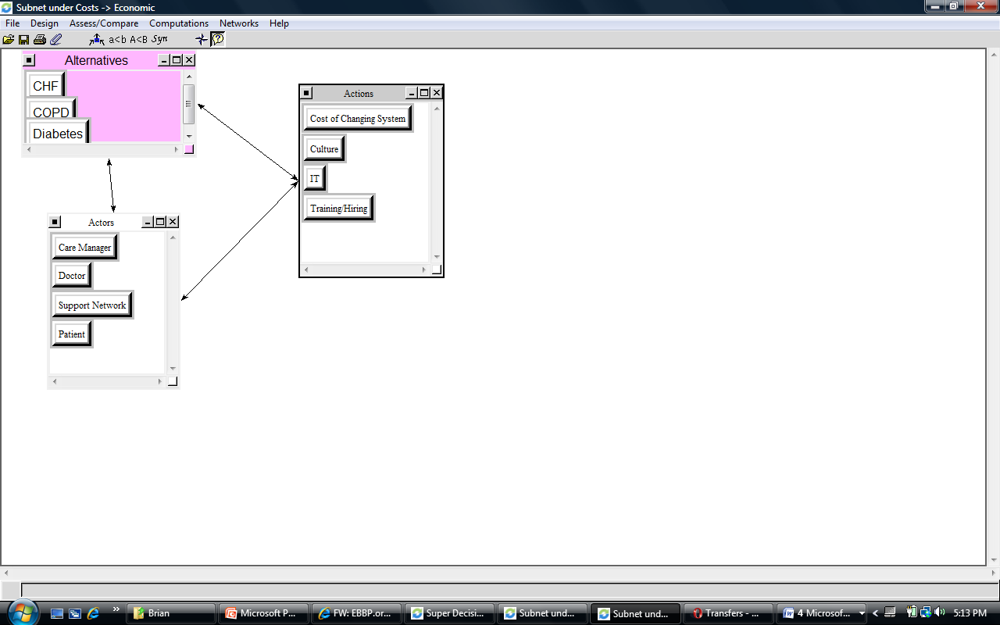 Subnet under Costs -> Economic
File Design Assess/Compare Computations Networks Help
a<b A<B Syn
Alternatives
CHF
COPD
Diabetes
Actions
Cost of Changing System
Culture
IT
Training/Hiring
Actors
Care Manager
Doctor
Support Network
Patient
» Brian Microsoft P... FW: EBBP.or... Super Decisi... Subnet und... Subnet und... Transfers - ... 4 Microsof... 5:13 PM